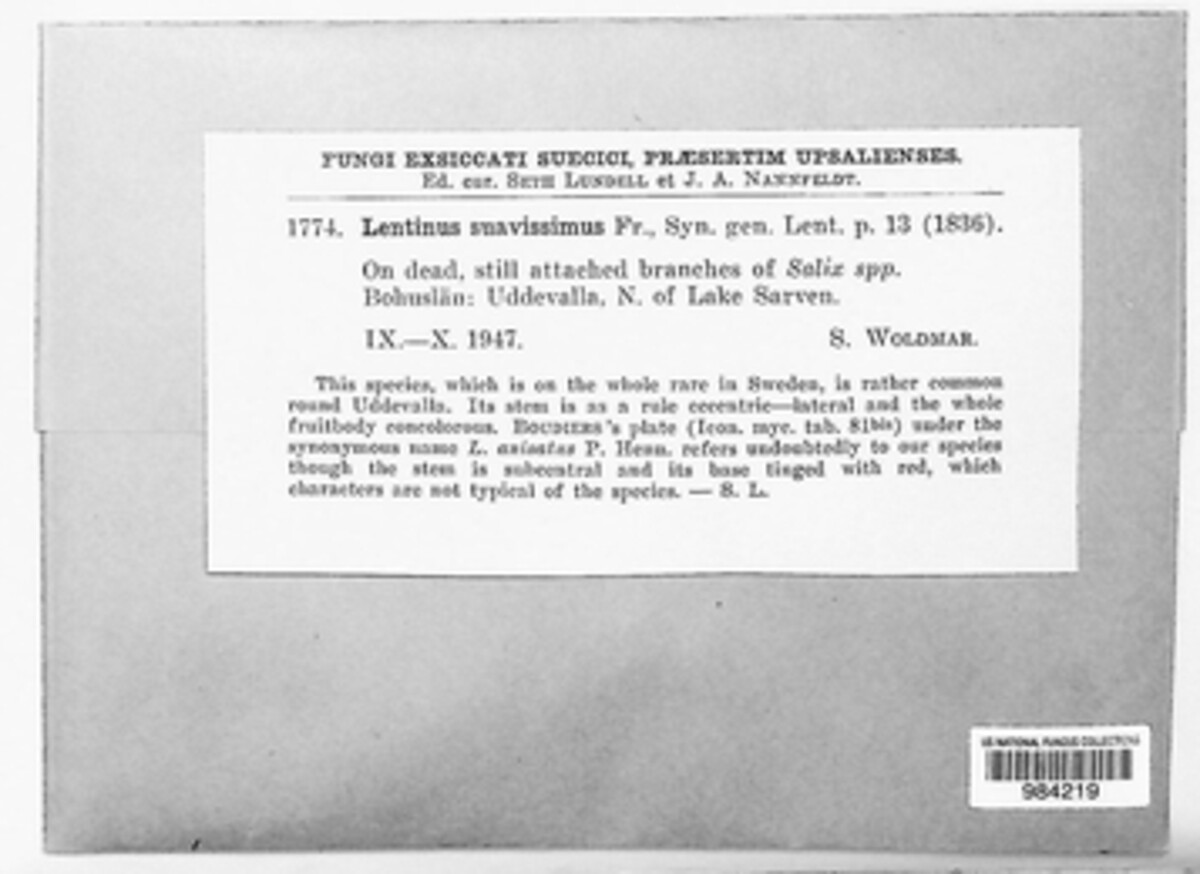 FUNGI EXSICCATI SUECICI, PRÆSERTIM UPSALIENSES.
Ed. cur. SETH LUNDELL et J. A. NANNFELDT.
1774. Lentinus suavissimus Fr., Syn. gen. Lent. p. 13 (1836).
On dead, still attached branches of Salix spp.
Bohuslän: Uddevalla, N. of Lake Sarven.
IX.—X. 1947. S. WOLDMAR.
This species, which is on the whole rare in Sweden, is rather common
round Uddevalla. Its stem is as a rule eccentric—lateral and the whole
fruitbody concolorous. BOUDIERS's plate (Icon. myc. tab. 81bis) under the
synonymous name L. anisatus P. Henn. refers undoubtedly to our species
though the stem is subcentral and its base tinged with red, which
characters are not typical of the species. — S. L.
US NATIONAL FUNGUS COLLECTIONS
984219